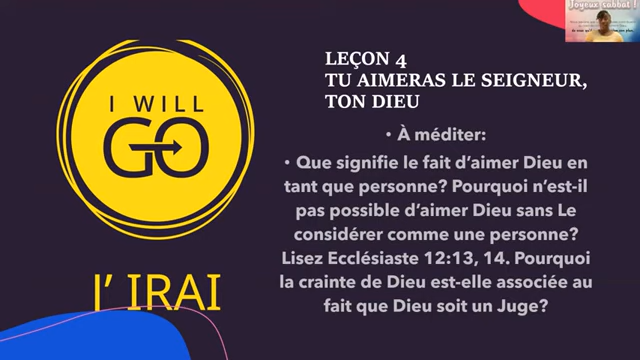 Joyeux sabbat !
I WILL
GO
J' IRAI
LEÇON 4
TU AIMERAS LE SEIGNEUR,
TON DIEU
• À méditer:
• Que signifie le fait d'aimer Dieu en
tant que personne? Pourquoi n'est-il
pas possible d'aimer Dieu sans Le
considérer comme une personne?
Lisez Ecclésiaste 12:13, 14. Pourquoi
la crainte de Dieu est-elle associée au
fait que Dieu soit un Juge?